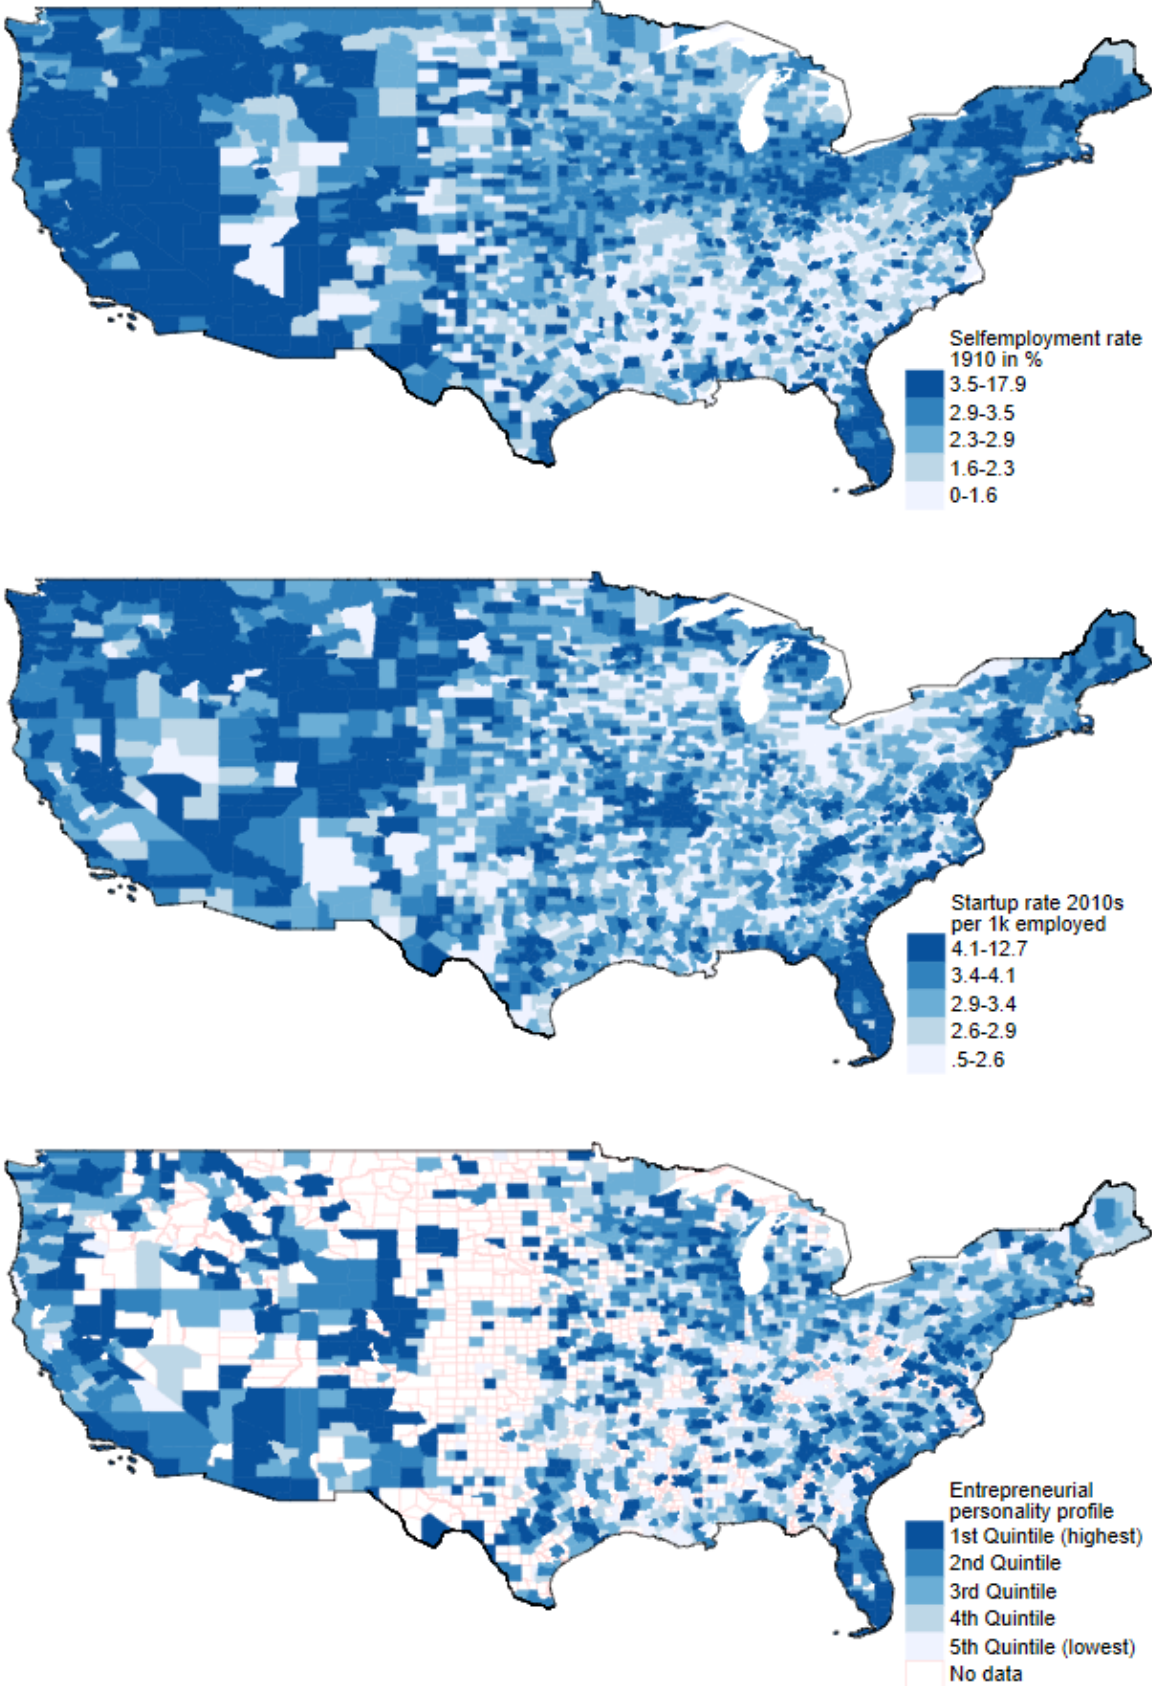 Selfemployment rate
1910 in %
3.5-17.9
2.9-3.5
2.3-2.9
1.6-2.3
0-1.6
Startup rate 2010s
per 1k employed
4.1-12.7
3.4-4.1
2.9-3.4
2.6-2.9
.5-2.6
Entrepreneurial
personality profile
1st Quintile (highest)
2nd Quintile
3rd Quintile
4th Quintile
5th Quintile (lowest)
No data